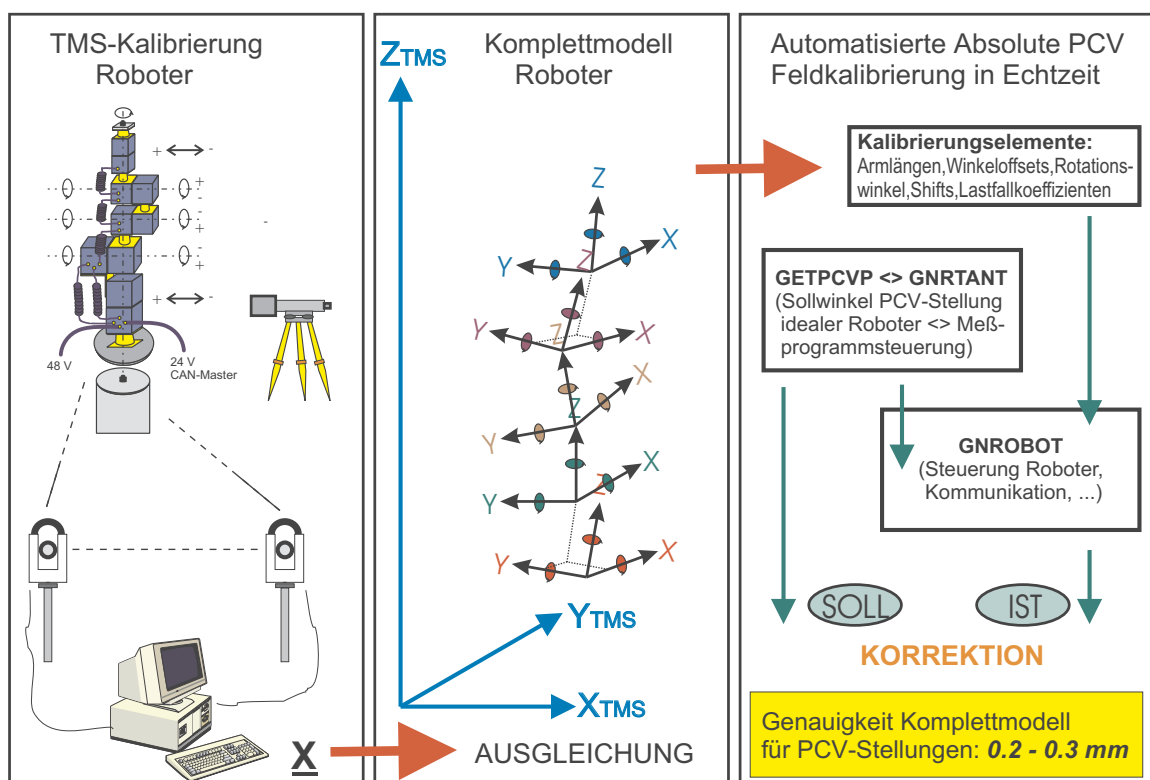 TMS-Kalibrierung
Roboter
+ -
+
-
-
+
-
+
+ -
-
48 V
24 V
CAN-Master
X
Komplettmodell
Roboter
ZTMS
Z
X
Y
Z
Y
Z
X
X
Z
Y
X
Z
Y
X
Y
YTMS
XTMS
AUSGLEICHUNG
Automatisierte Absolute PCV
Feldkalibrierung in Echtzeit
Kalibrierungselemente:
Armlängen,Winkeloffsets,Rotations-
winkel,Shifts,Lastfallkoeffizienten
GETPCVP <> GNRTANT
(Sollwinkel PCV-Stellung
idealer Roboter <> Meß-
programmsteuerung)
GNROBOT
(Steuerung Roboter,
Kommunikation, ...)
SOLL
IST
KORREKTION
Genauigkeit Komplettmodell
für PCV-Stellungen: 0.2 - 0.3 mm